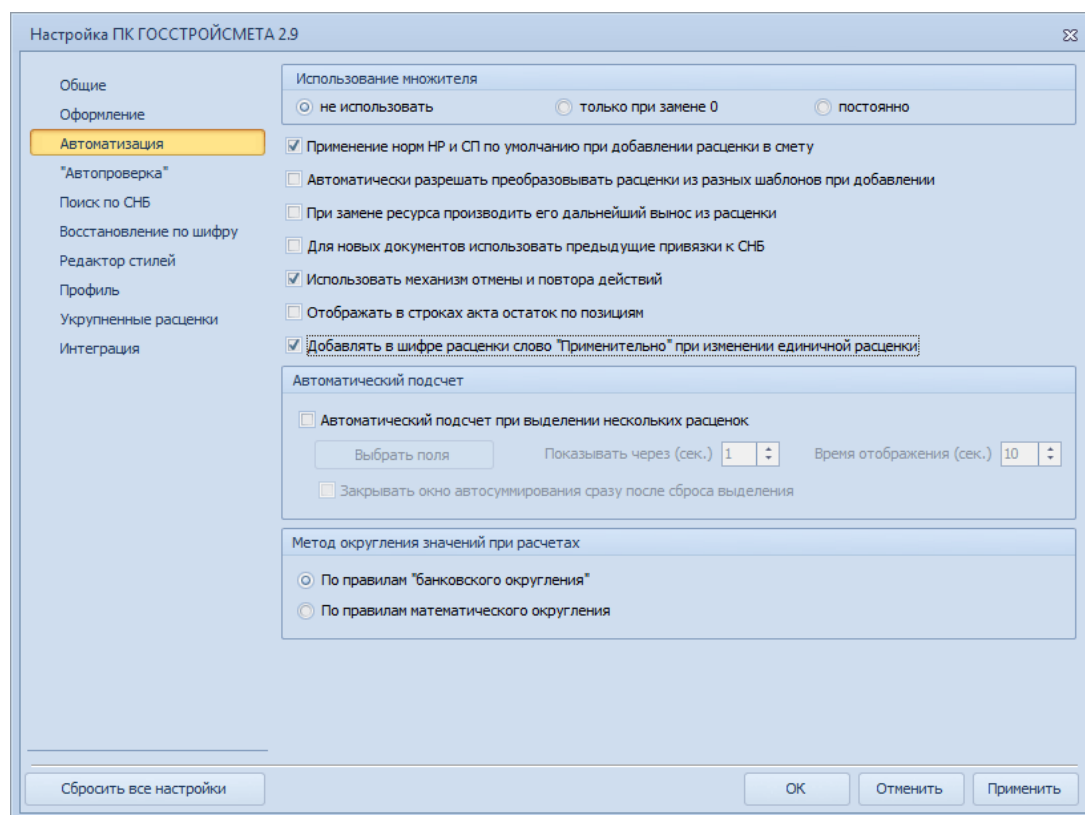 Настройка ПК ГОССТРОЙСМЕТА 2.9
Общие
Оформление
Автоматизация
"Автопроверка"
Поиск по СНБ
Восстановление по шифру
Редактор стилей
Профиль
Укрупненные расценки
Интеграция
Использование множителя
не использовать только при замене 0 постоянно
Применение норм НР и СП по умолчанию при добавлении расценки в смету
Автоматически разрешать преобразовывать расценки из разных шаблонов при добавлении
При замене ресурса производить его дальнейший вынос из расценки
Для новых документов использовать предыдущие привязки к СНБ
Использовать механизм отмены и повтора действий
Отображать в строках акта остаток по позициям
Добавлять в шифре расценки слово "Применительно" при изменении единичной расценки
Автоматический подсчет
Автоматический подсчет при выделении нескольких расценок
Выбрать поля Показывать через (сек.) 1 Время отображения (сек.) 10
Закрывать окно автосуммирования сразу после сброса выделения
Метод округления значений при расчетах
По правилам "банковского округления"
По правилам математического округления
Сбросить все настройки ОК Отменить Применить